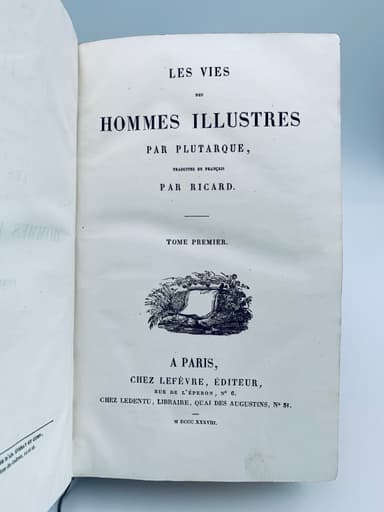 LES VIES
DES
HOMMES ILLUSTRES
PAR PLUTARQUE,
TRADUITES EN FRANÇAIS
PAR RICARD.
TOME PREMIER.
A PARIS,
CHEZ LEFÈVRE, ÉDITEUR,
RUE DE L'ÉPERON, Nº 6.
CHEZ LEDENTU, LIBRAIRE, QUAI DES AUGUSTINS, Nº 31.
M DCCC XXXVIII.